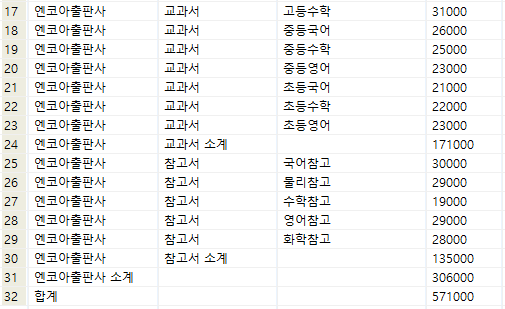 17 엔코아출판사 교과서 고등수학 31000
18 엔코아출판사 교과서 중등국어 26000
19 엔코아출판사 교과서 중등수학 25000
20 엔코아출판사 교과서 중등영어 23000
21 엔코아출판사 교과서 초등국어 21000
22 엔코아출판사 교과서 초등수학 22000
23 엔코아출판사 교과서 초등영어 23000
24 엔코아출판사 교과서 소계 171000
25 엔코아출판사 참고서 국어참고 30000
26 엔코아출판사 참고서 물리참고 29000
27 엔코아출판사 참고서 수학참고 19000
28 엔코아출판사 참고서 영어참고 29000
29 엔코아출판사 참고서 화학참고 28000
30 엔코아출판사 참고서 소계 135000
31 엔코아출판사 소계 306000
32 합계 571000